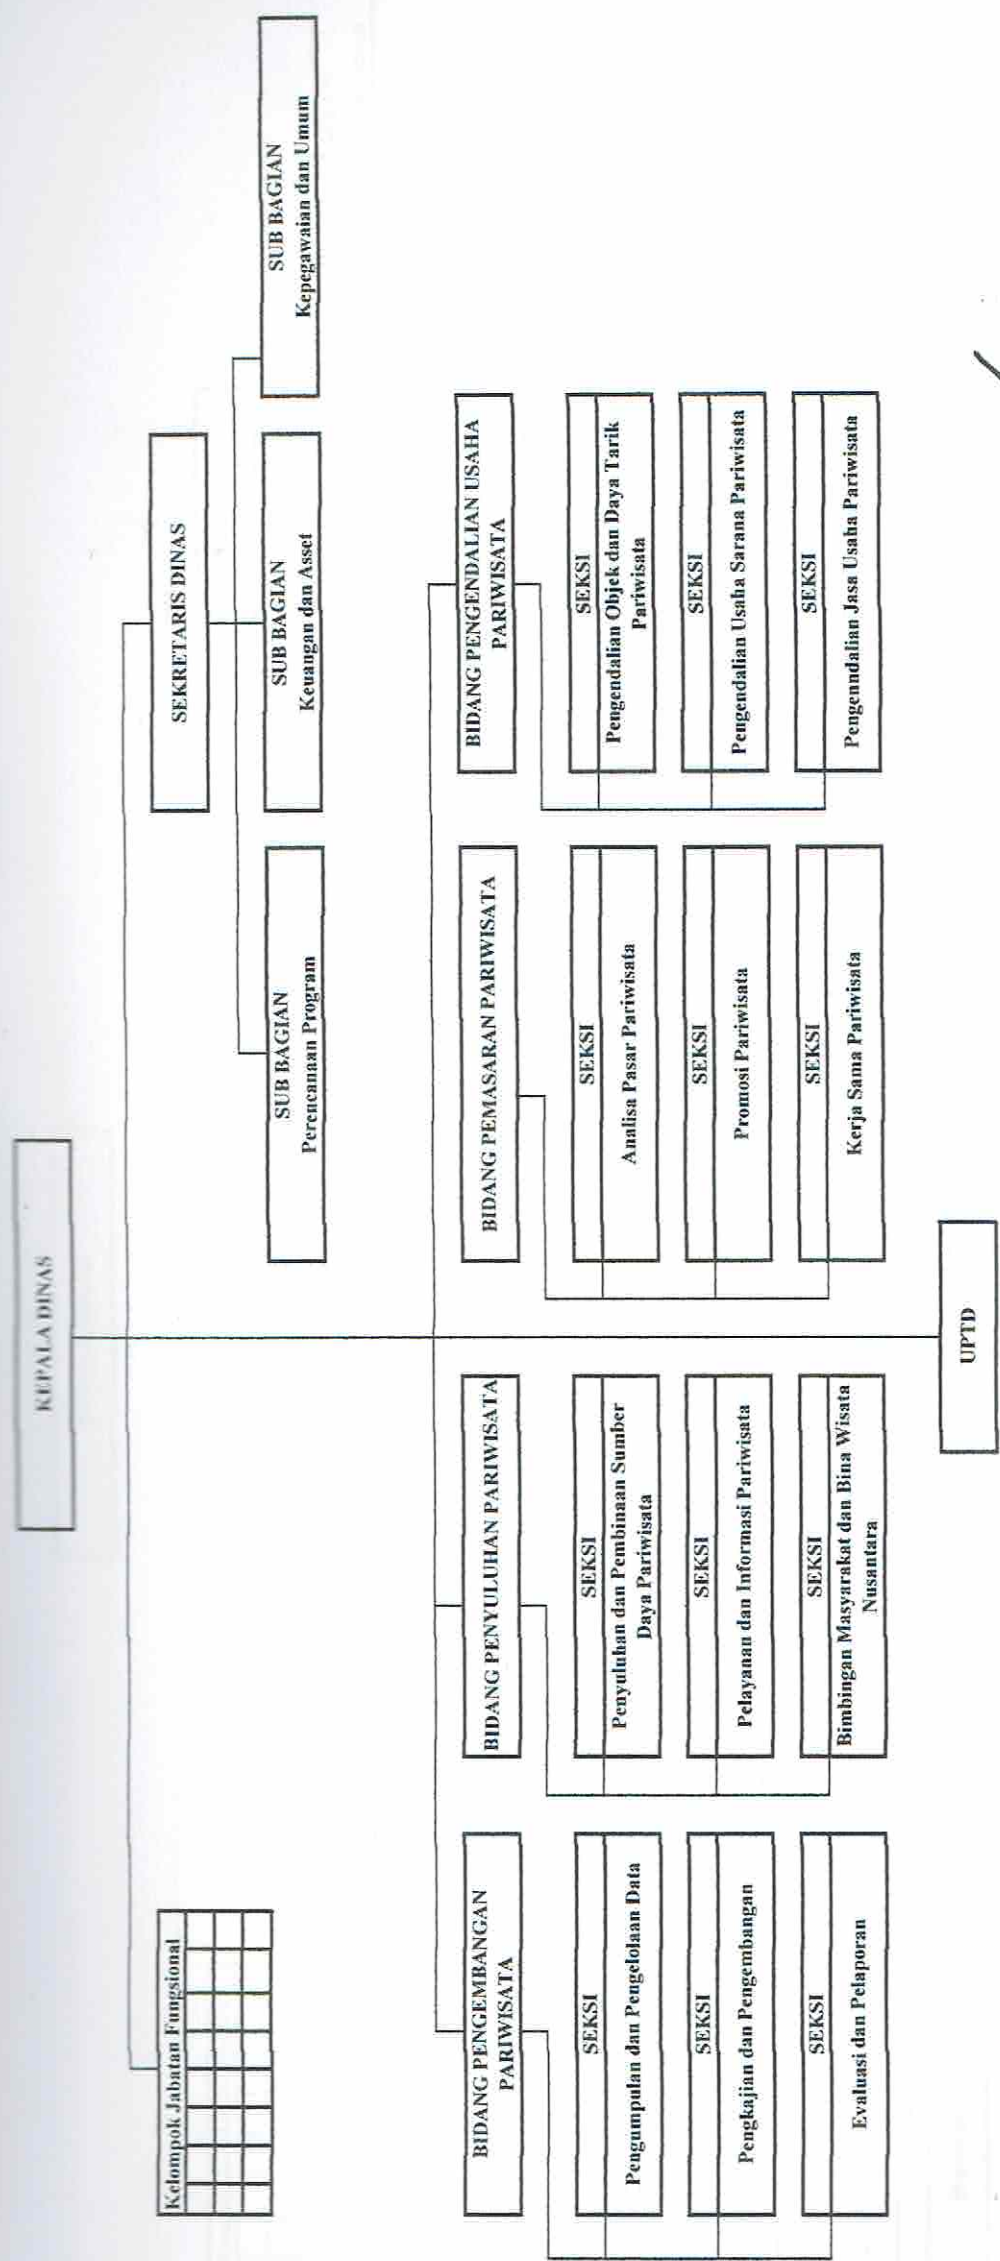 KEPALA DINAS
Kelompok Jabatan Fungsional
SEKRETARIS DINAS
SUB BAGIAN
Perencanaan Program
SUB BAGIAN
Keuangan dan Asset
SUB BAGIAN
Kepegawaian dan Umum
BIDANG PENGEMBANGAN
PARIWISATA
SEKSI
Pengumpulan dan Pengelolaan Data
SEKSI
Pengkajian dan Pengembangan
SEKSI
Evaluasi dan Pelaporan
BIDANG PENYULUHAN PARIWISATA
SEKSI
Penyuluhan dan Pembinaan Sumber
Daya Pariwisata
SEKSI
Pelayanan dan Informasi Pariwisata
SEKSI
Bimbingan Masyarakat dan Bina Wisata
Nusantara
BIDANG PEMASARAN PARIWISATA
SEKSI
Analisa Pasar Pariwisata
SEKSI
Promosi Pariwisata
SEKSI
Kerja Sama Pariwisata
BIDANG PENGENDALIAN USAHA
PARIWISATA
SEKSI
Pengendalian Objek dan Daya Tarik
Pariwisata
SEKSI
Pengendalian Usaha Sarana Pariwisata
SEKSI
Pengenndalian Jasa Usaha Pariwisata
UPTD